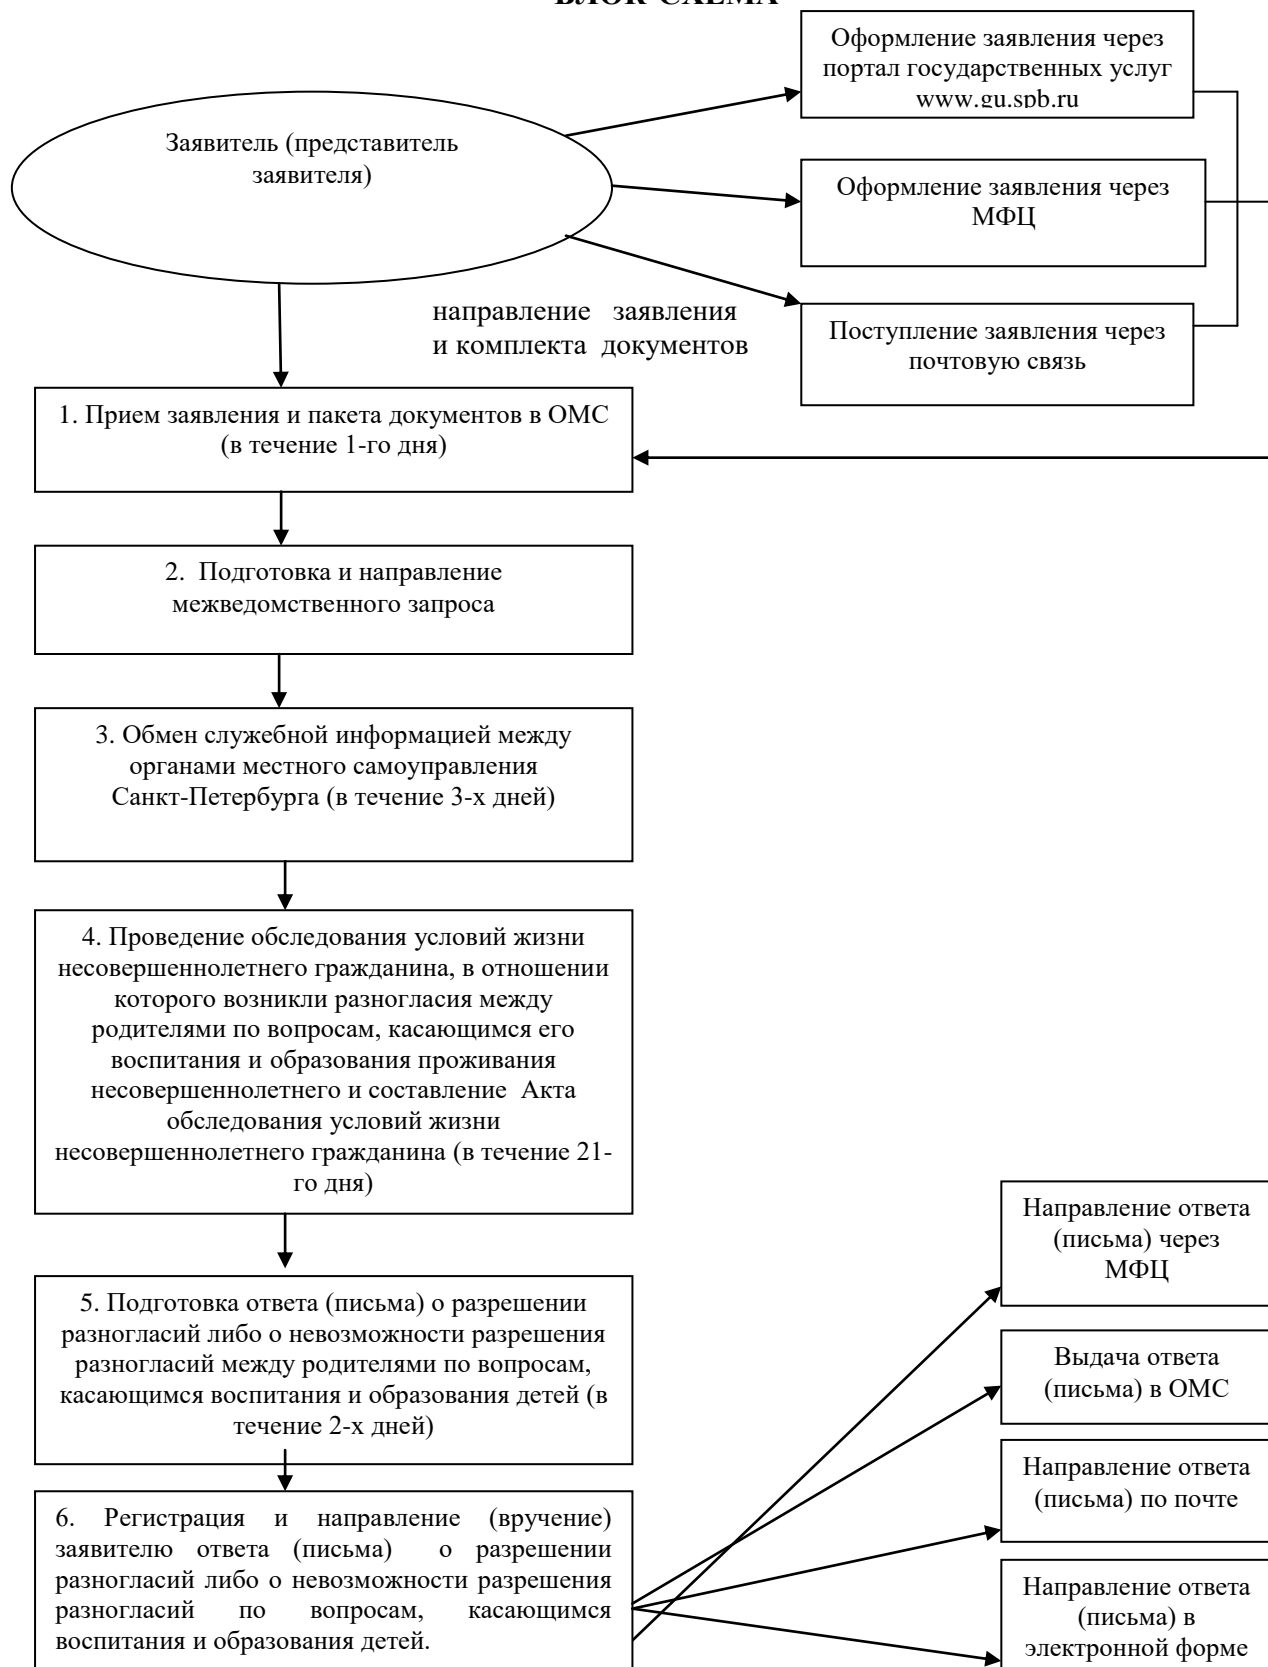 БЛОК-СХЕМА
Оформление заявления через
портал государственных услуг
www.gu.spb.ru
Заявитель (представитель
заявителя)
Оформление заявления через
МФЦ
направление заявления
и комплекта документов
Поступление заявления через
почтовую связь
1. Прием заявления и пакета документов в ОМС
(в течение 1-го дня)
2. Подготовка и направление
межведомственного запроса
3. Обмен служебной информацией между
органами местного самоуправления
Санкт-Петербурга (в течение 3-х дней)
4. Проведение обследования условий жизни
несовершеннолетнего гражданина, в отношении
которого возникли разногласия между
родителями по вопросам, касающимся его
воспитания и образования проживания
несовершеннолетнего и составление Акта
обследования условий жизни
несовершеннолетнего гражданина (в течение 21-
го дня)
5. Подготовка ответа (письма) о разрешении
разногласий либо о невозможности разрешения
разногласий между родителями по вопросам,
касающимся воспитания и образования детей (в
течение 2-х дней)
6. Регистрация и направление (вручение)
заявителю ответа (письма) о разрешении
разногласий либо о невозможности разрешения
разногласий по вопросам, касающимся
воспитания и образования детей.
Направление ответа
(письма) через
МФЦ
Выдача ответа
(письма) в ОМС
Направление ответа
(письма) по почте
Направление ответа
(письма) в
электронной форме